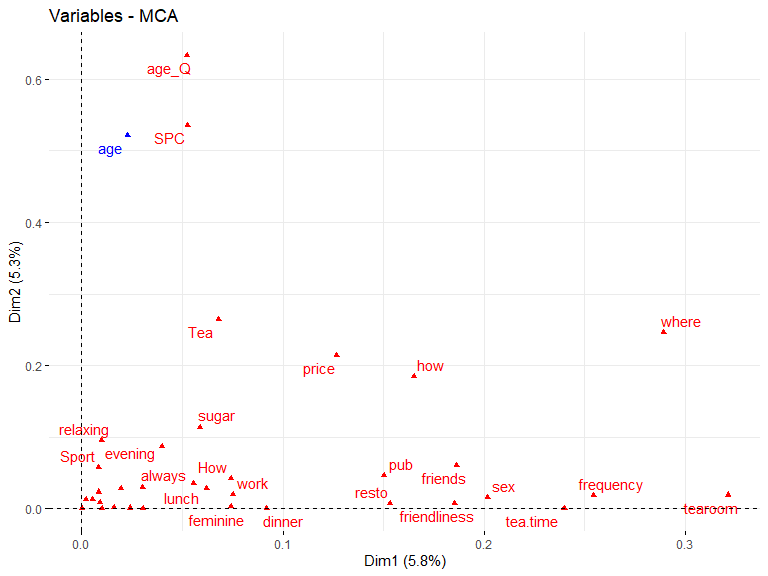 Variables - MCA
age_Q
SPC
age
Tea
where
price
how
sugar
relaxing
evening
Sport
always
How
work
lunch
feminine
dinner
pub
friends
resto
friendliness
sex
frequency
tearoom
tea.time
0.6
0.4
0.2
0.0
Dim2 (5.3%)
0.0
0.1
0.2
0.3
Dim1 (5.8%)